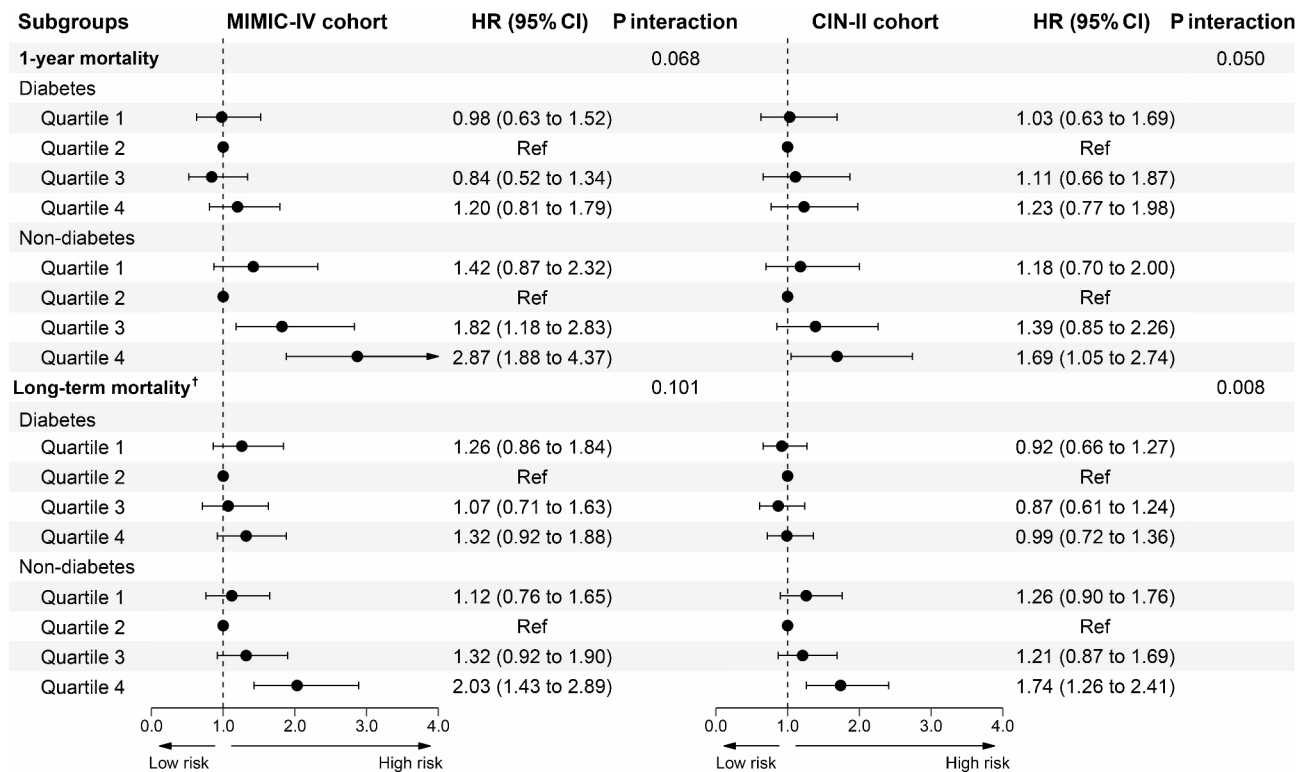 Subgroups MIMIC-IV cohort HR (95% CI) P interaction CIN-II cohort HR (95% CI) P interaction
1-year mortality 0.068 0.050
Diabetes
Quartile 1 0.98 (0.63 to 1.52) 1.03 (0.63 to 1.69)
Quartile 2 Ref Ref
Quartile 3 0.84 (0.52 to 1.34) 1.11 (0.66 to 1.87)
Quartile 4 1.20 (0.81 to 1.79) 1.23 (0.77 to 1.98)
Non-diabetes
Quartile 1 1.42 (0.87 to 2.32) 1.18 (0.70 to 2.00)
Quartile 2 Ref Ref
Quartile 3 1.82 (1.18 to 2.83) 1.39 (0.85 to 2.26)
Quartile 4 2.87 (1.88 to 4.37) 1.69 (1.05 to 2.74)
Long-term mortality† 0.101 0.008
Diabetes
Quartile 1 1.26 (0.86 to 1.84) 0.92 (0.66 to 1.27)
Quartile 2 Ref Ref
Quartile 3 1.07 (0.71 to 1.63) 0.87 (0.61 to 1.24)
Quartile 4 1.32 (0.92 to 1.88) 0.99 (0.72 to 1.36)
Non-diabetes
Quartile 1 1.12 (0.76 to 1.65) 1.26 (0.90 to 1.76)
Quartile 2 Ref Ref
Quartile 3 1.32 (0.92 to 1.90) 1.21 (0.87 to 1.69)
Quartile 4 2.03 (1.43 to 2.89) 1.74 (1.26 to 2.41)
0.0 1.0 2.0 3.0 4.0 0.0 1.0 2.0 3.0 4.0
Low risk High risk Low risk High risk